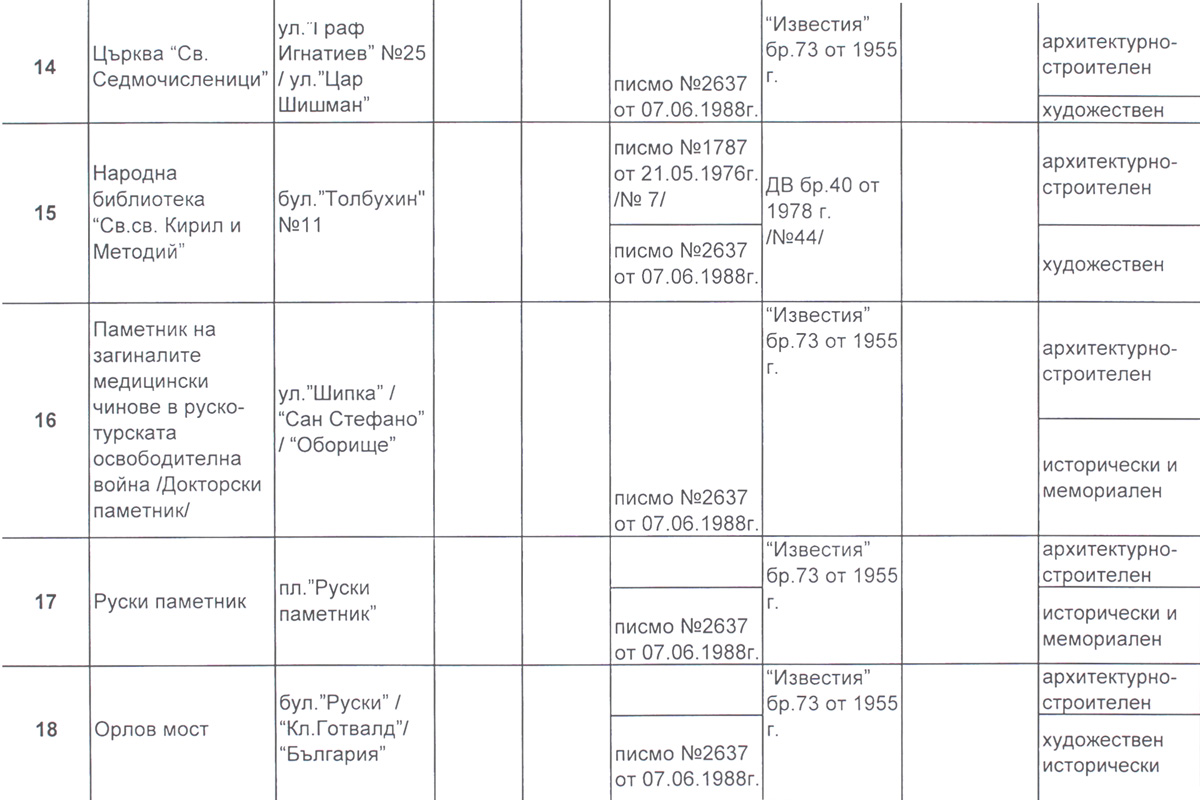 14
Църква “Св.
Седмочисленици”
ул.”Граф
Игнатиев” №25
/ ул.”Цар
Шишман”
писмо №2637
от 07.06.1988г.
“Известия”
бр.73 от 1955
г.
архитектурно-
строителен
художествен
15
Народна
библиотека
“Св.св. Кирил и
Методий”
бул."Толбухин"
№11
писмо №1787
от 21.05.1976г.
/№ 7/
писмо №2637
от 07.06.1988г.
ДВ бр.40 от
1978 г.
/№44/
архитектурно-
строителен
художествен
16
Паметник на
загиналите
медицински
чинове в руско-
турската
освободителна
война /Докторски
паметник/
ул.”Шипка” /
“Сан Стефано”
/ “Оборище”
писмо №2637
от 07.06.1988г.
“Известия”
бр.73 от 1955
г.
архитектурно-
строителен
исторически и
мемориален
17
Руски паметник
пл.”Руски
паметник”
писмо №2637
от 07.06.1988г.
“Известия”
бр.73 от 1955
г.
архитектурно-
строителен
исторически и
мемориален
18
Орлов мост
бул.”Руски” /
“Кл.Готвалд”/
“България”
писмо №2637
от 07.06.1988г.
“Известия”
бр.73 от 1955
г.
архитектурно-
строителен
художествен
исторически